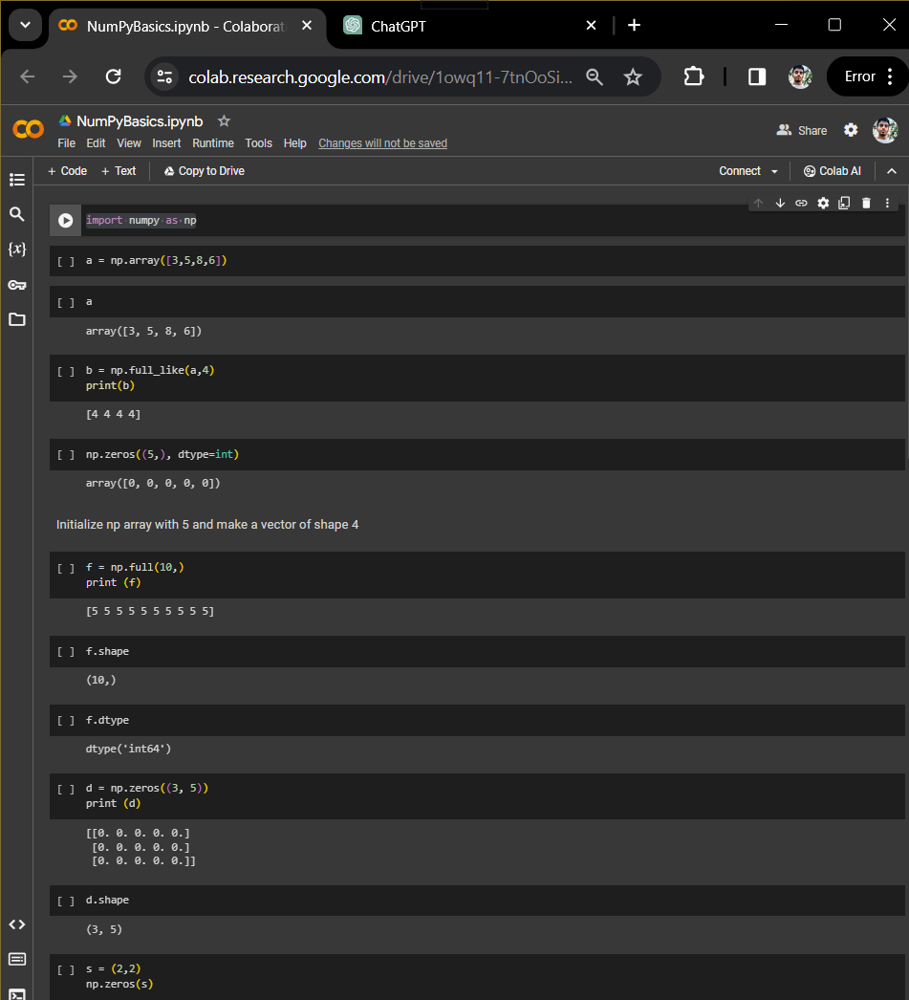 NumPyBasics.ipynb - Colaborat
ChatGPT
colab.research.google.com/drive/1owq11-7tnOoSi...
Error
NumPyBasics.ipynb
File Edit View Insert Runtime Tools Help Changes will not be saved
Share
+ Code + Text Copy to Drive
Connect Colab AI
import numpy as np
[ ] a = np.array([3,5,8,6])
[ ] a
array([3, 5, 8, 6])
[ ] b = np.full_like(a,4)
print(b)
[4 4 4 4]
[ ] np.zeros((5,), dtype=int)
array([0, 0, 0, 0, 0])
Initialize np array with 5 and make a vector of shape 4
[ ] f = np.full(10,)
print (f)
[5 5 5 5 5 5 5 5 5 5]
[ ] f.shape
(10,)
[ ] f.dtype
dtype('int64')
[ ] d = np.zeros((3, 5))
print (d)
[[0. 0. 0. 0. 0.]
[0. 0. 0. 0. 0.]
[0. 0. 0. 0. 0.]]
[ ] d.shape
(3, 5)
[ ] s = (2,2)
np.zeros(s)